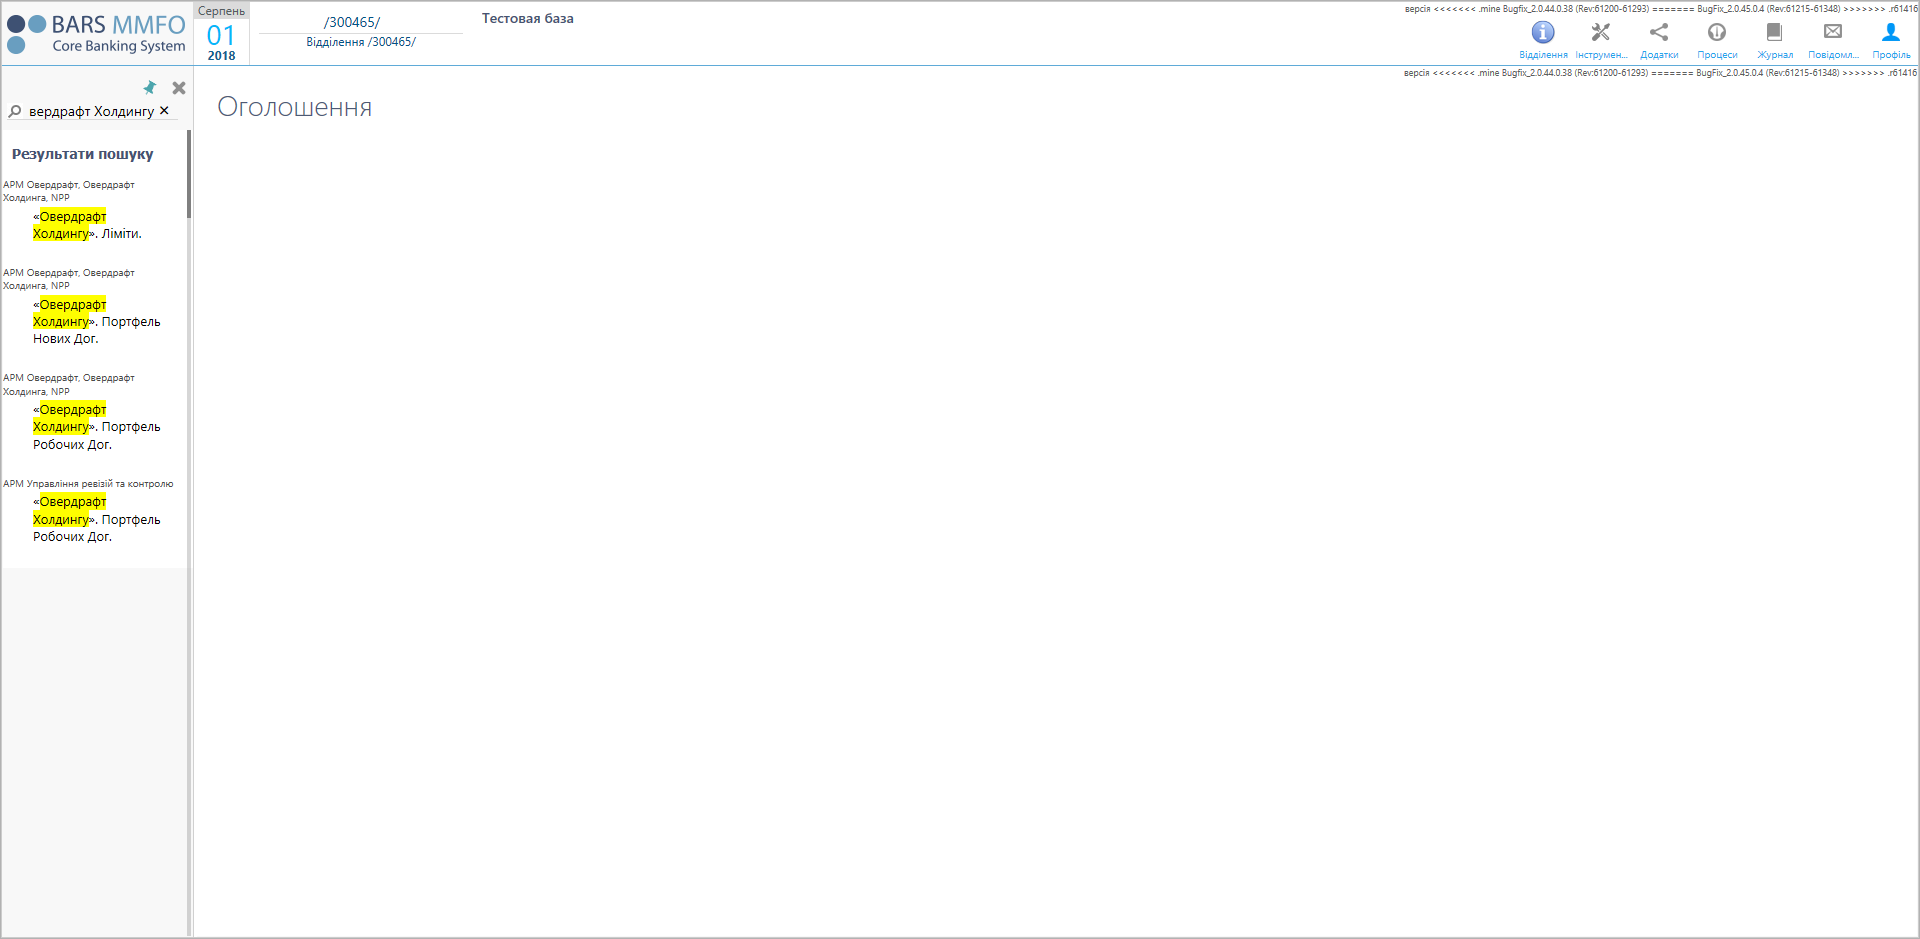 BARS MMFO
Core Banking System
Серпень
01
2018
/300465/
Відділення /300465/
Тестовая база
версія <<<<<<< .mine Bugfix_2.0.44.0.38 (Rev:61200-61293) ======= BugFix_2.0.45.0.4 (Rev:61215-61348) >>>>>>> .r61416
Відділення
Інструмен...
Додатки
Процеси
Журнал
Повідомл...
Профіль
версія <<<<<<< .mine Bugfix_2.0.44.0.38 (Rev:61200-61293) ======= BugFix_2.0.45.0.4 (Rev:61215-61348) >>>>>>> .r61416
вердрафт Холдингу
Оголошення
Результати пошуку
АРМ Овердрафт, Овердрафт
Холдинга, NPP
«Овердрафт
Холдингу». Ліміти.
АРМ Овердрафт, Овердрафт
Холдинга, NPP
«Овердрафт
Холдингу». Портфель
Нових Дог.
АРМ Овердрафт, Овердрафт
Холдинга, NPP
«Овердрафт
Холдингу». Портфель
Робочих Дог.
АРМ Управління ревізій та контролю
«Овердрафт
Холдингу». Портфель
Робочих Дог.